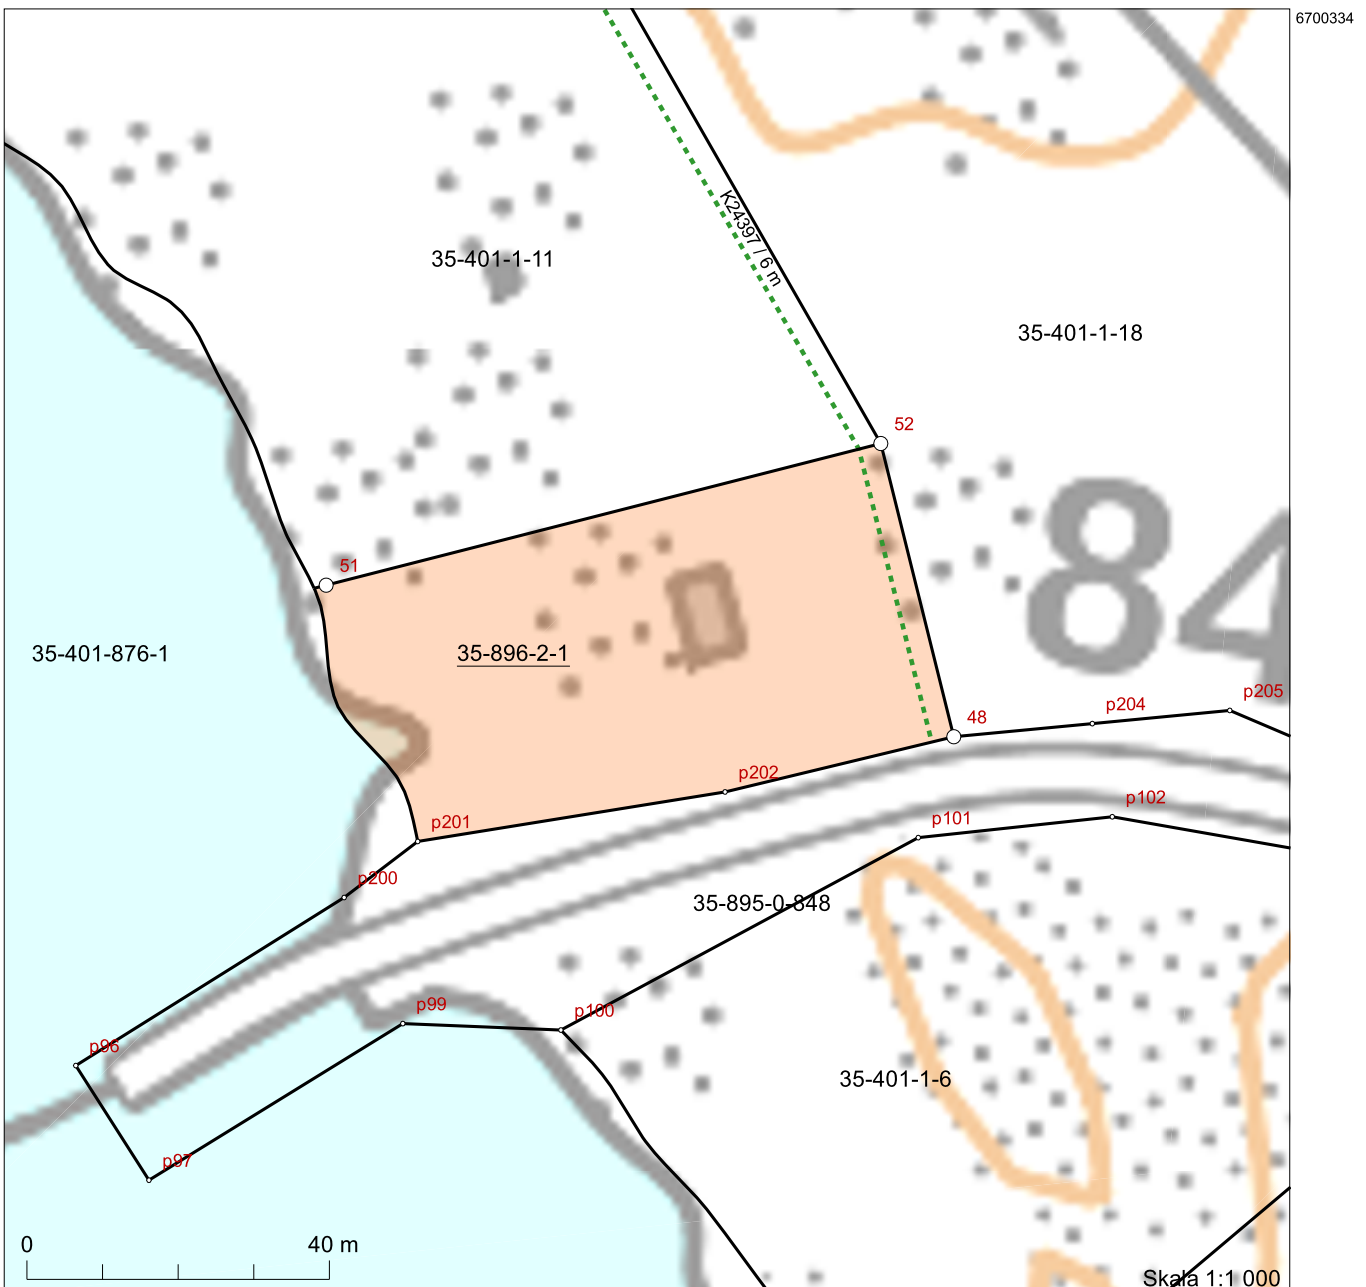 6700334
K24397 / 6 m
35-401-1-11
35-401-1-18
52
51
84
35-401-876-1
35-896-2-1
p205
p204
48
p202
p102
p201
p101
p200
35-895-0-848
p99
p100
p96
35-401-1-6
p97
0 40 m
Skala 1:1 000